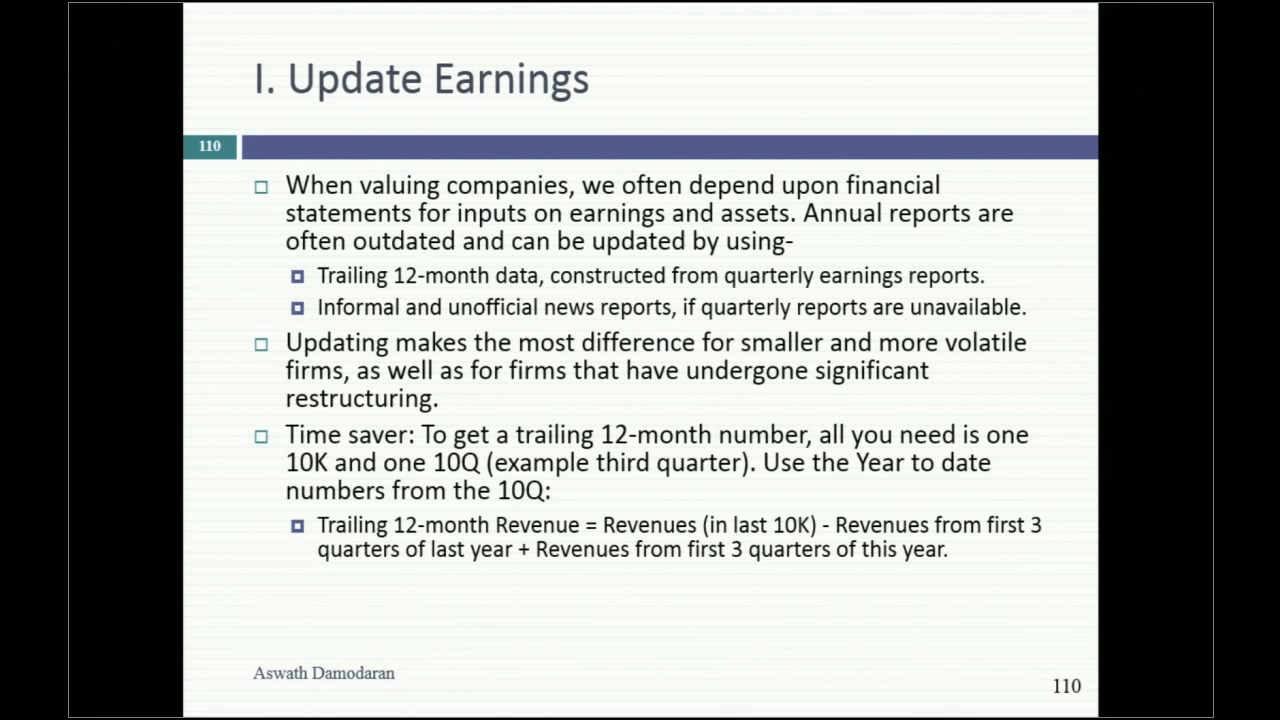 I. Update Earnings
110
When valuing companies, we often depend upon financial
statements for inputs on earnings and assets. Annual reports are
often outdated and can be updated by using-
Trailing 12-month data, constructed from quarterly earnings reports.
Informal and unofficial news reports, if quarterly reports are unavailable.
Updating makes the most difference for smaller and more volatile
firms, as well as for firms that have undergone significant
restructuring.
Time saver: To get a trailing 12-month number, all you need is one
10K and one 10Q (example third quarter). Use the Year to date
numbers from the 10Q:
Trailing 12-month Revenue = Revenues (in last 10K) - Revenues from first 3
quarters of last year + Revenues from first 3 quarters of this year.
Aswath Damodaran
110